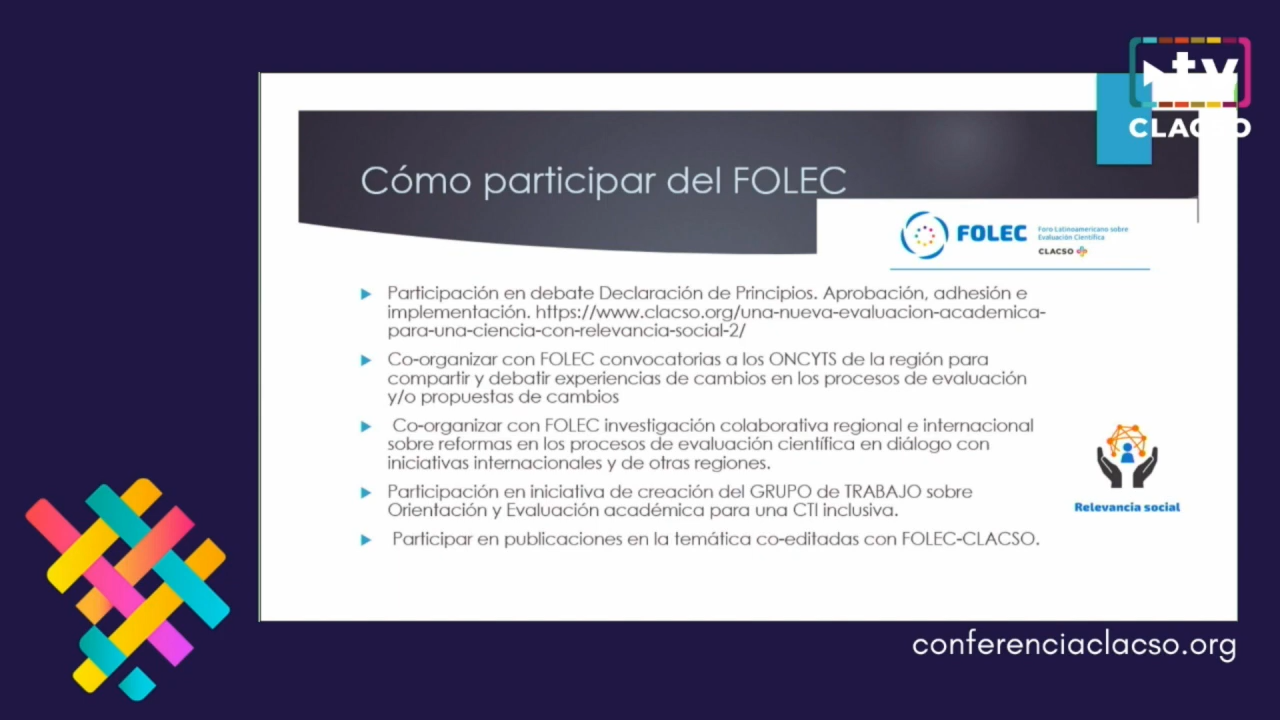 tv
CLACSO
Cómo participar del FOLEC
FOLEC
Foro Latinoamericano sobre
Evaluación Científica
CLACSO
Participación en debate Declaración de Principios. Aprobación, adhesión e
implementación. https://www.clacso.org/una-nueva-evaluacion-academica-
para-una-ciencia-con-relevancia-social-2/
Co-organizar con FOLEC convocatorias a los ONCYTS de la región para
compartir y debatir experiencias de cambios en los procesos de evaluación
y/o propuestas de cambios
Co-organizar con FOLEC investigación colaborativa regional e internacional
sobre reformas en los procesos de evaluación científica en diálogo con
iniciativas internacionales y de otras regiones.
Participación en iniciativa de creación del GRUPO de TRABAJO sobre
Orientación y Evaluación académica para una CTI inclusiva.
Participar en publicaciones en la temática co-editadas con FOLEC-CLACSO.
Relevancia social
conferenciaclacso.org